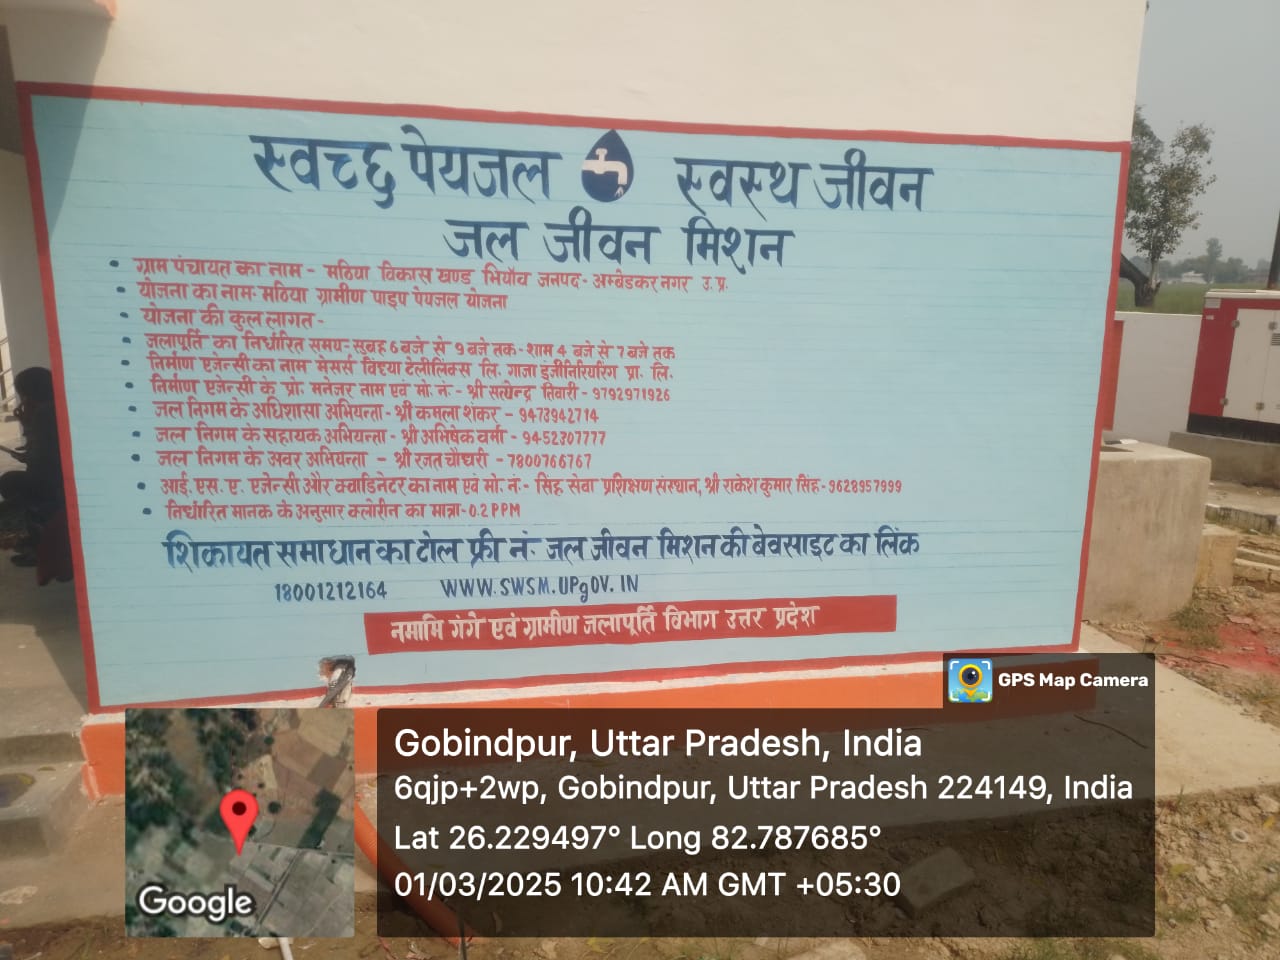 स्वच्छ पेयजल स्वस्थ जीवन
जल जीवन मिशन
• ग्राम पंचायत का नाम - मठिया विकास खण्ड भियाँव जनपद - अम्बेडकर नगर उ.प्र.
• योजना का नाम- मठिया ग्रामीण पाइप पेयजल योजना
• योजना की कुल लागत -
• जलापूर्ति का निर्धारित समय-सुबह 6 बजे से 9 बजे तक - शाम 4 बजे से 7 बजे तक
• निर्माण एजेन्सी का नाम मेसर्स विंध्या टेलीलिंक्स लि. गाजा इंजीनिरियरिंग प्रा. लि.
• निर्माण एजेन्सी के प्रो. मनेजर नाम एवं मो. नं. - श्री सत्येन्द्र तिवारी - 9792971926
• जल निगम के अधिशासा अभियन्ता - श्री कमला शंकर - 9473942714
• जल निगम के सहायक अभियन्ता - श्री अभिषेक वर्मा - 9452307777
• जल निगम के अवर अभियन्ता - श्री रजत चौधरी - 7800766767
• आई. एस. ए. एजेन्सी और क्वाडिनेटर का नाम एवं मो. नं. - सिंह सेवा प्रशिक्षण संस्थान, श्री राकेश कुमार सिंह - 9628957999
• निर्धारित मानक के अनुसार क्लोरीन का मात्रा - 0.2 PPM
शिकायत समाधान का टोल फ्री नं. जल जीवन मिशन की बेवसाइट का लिंक
18001212164 WWW.SWSM.UPgOV.IN
नमामि गंगे एवं ग्रामीण जलापूर्ति विभाग उत्तर प्रदेश
GPS Map Camera
Gobindpur, Uttar Pradesh, India
6qjp+2wp, Gobindpur, Uttar Pradesh 224149, India
Lat 26.229497° Long 82.787685°
01/03/2025 10:42 AM GMT +05:30
Google